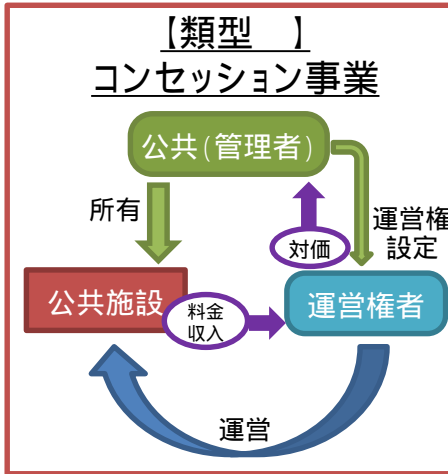 【類型　】
コンセッション事業
公共(管理者)
所有
運営権
設定
対価
公共施設
料金
収入
運営権者
運営